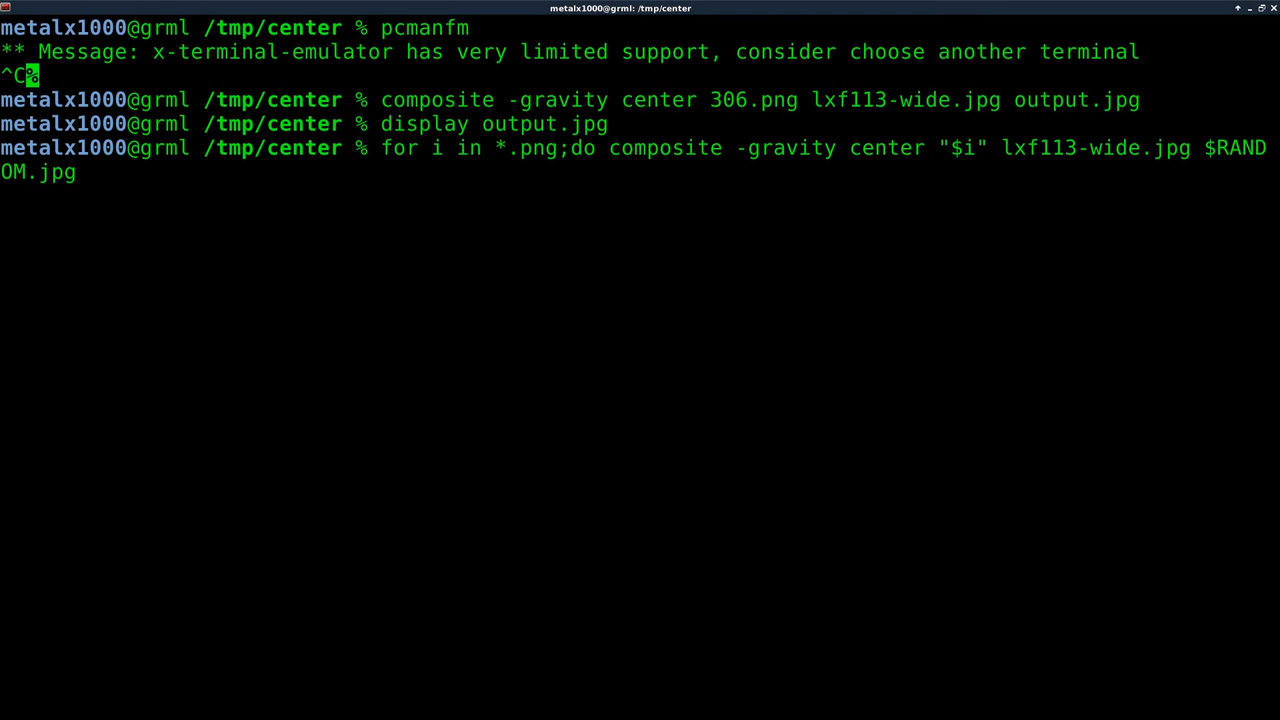 metalx1000@grml: /tmp/center
metalx1000@grml /tmp/center % pcmanfm
** Message: x-terminal-emulator has very limited support, consider choose another terminal
^C%
metalx1000@grml /tmp/center % composite -gravity center 306.png lxf113-wide.jpg output.jpg
metalx1000@grml /tmp/center % display output.jpg
metalx1000@grml /tmp/center % for i in *.png;do composite -gravity center "$i" lxf113-wide.jpg $RAND
OM.jpg